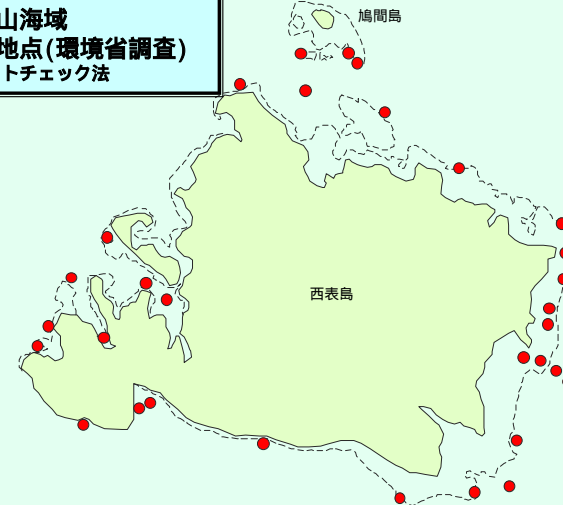 山海域
地点(環境省調査)
トチェック法
鳩間島
西表島